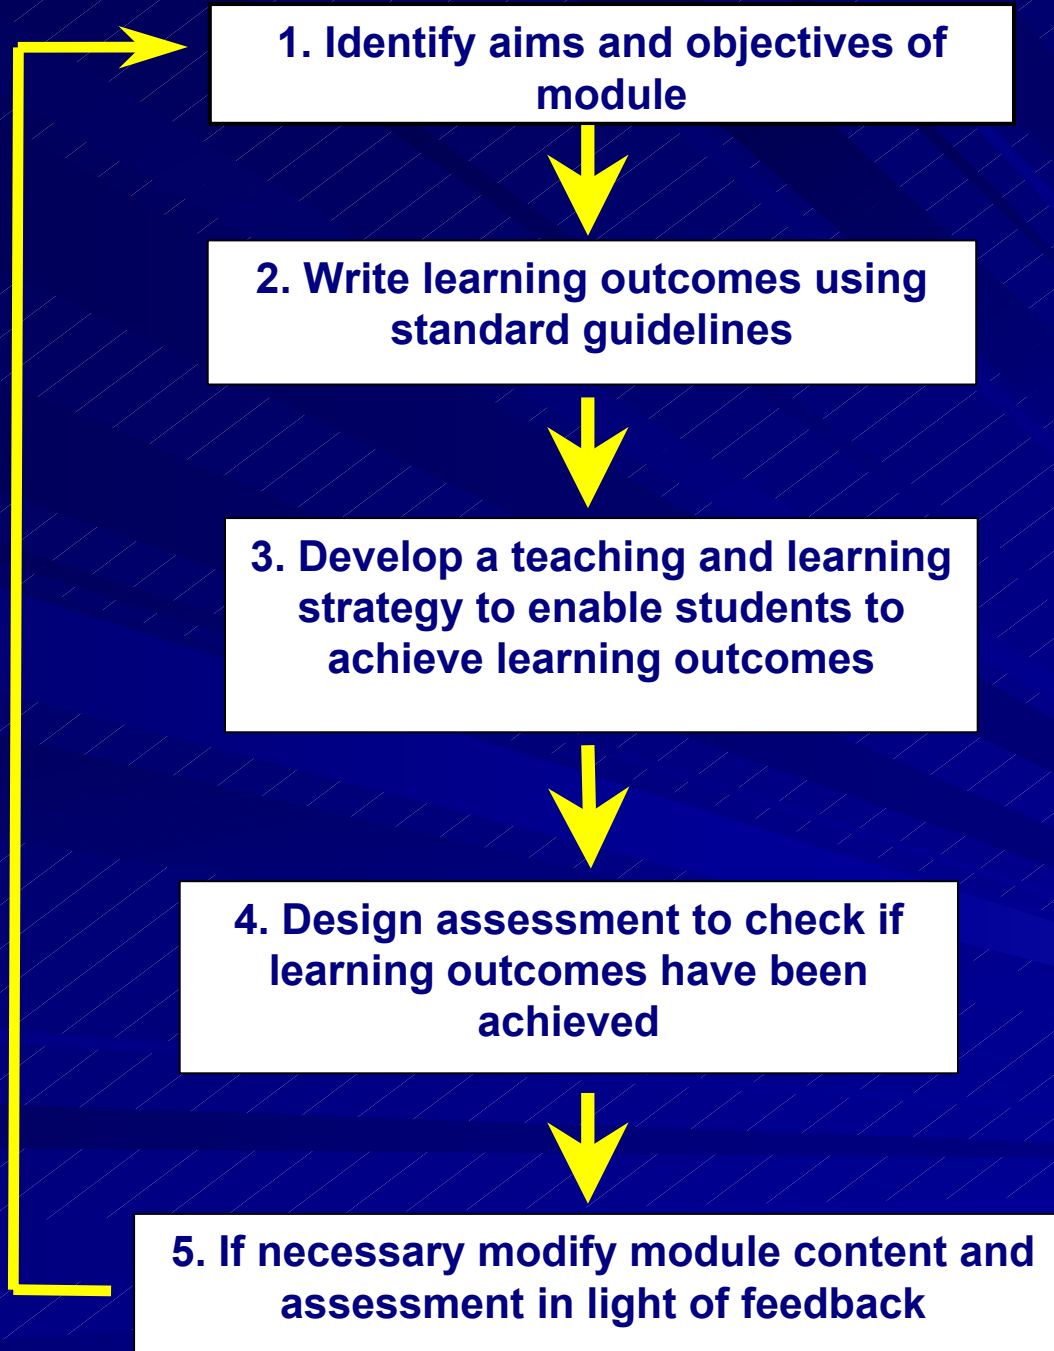 1. Identify aims and objectives of
module
2. Write learning outcomes using
standard guidelines
3. Develop a teaching and learning
strategy to enable students to
achieve learning outcomes
4. Design assessment to check if
learning outcomes have been
achieved
5. If necessary modify module content and
assessment in light of feedback